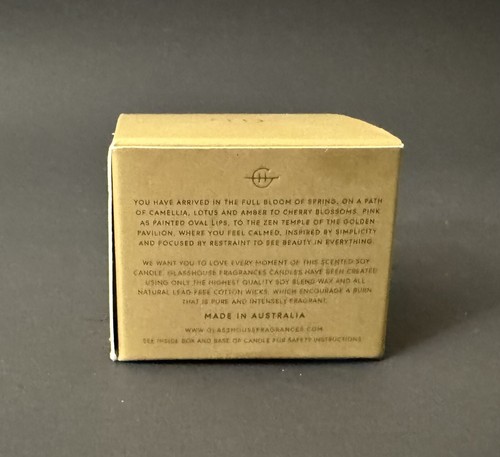 YOU HAVE ARRIVED IN THE FULL BLOOM OF SPRING, ON A PATH
OF CAMELLIA, LOTUS AND AMBER TO CHERRY BLOSSOMS, PINK
AS PAINTED OVAL LIPS, TO THE ZEN TEMPLE OF THE GOLDEN
PAVILION, WHERE YOU FEEL CALMED, INSPIRED BY SIMPLICITY
AND FOCUSED BY RESTRAINT TO SEE BEAUTY IN EVERYTHING.
WE WANT YOU TO LOVE EVERY MOMENT OF THIS SCENTED SOY
CANDLE. GLASSHOUSE FRAGRANCES CANDLES HAVE BEEN CREATED
USING ONLY THE HIGHEST QUALITY SOY BLEND WAX AND ALL
NATURAL LEAD-FREE COTTON WICKS, WHICH ENCOURAGE A BURN
THAT IS PURE AND INTENSELY FRAGRANT.
MADE IN AUSTRALIA
WWW.GLASSHOUSEFRAGRANCES.COM
SEE INSIDE BOX AND BASE OF CANDLE FOR SAFETY INSTRUCTIONS